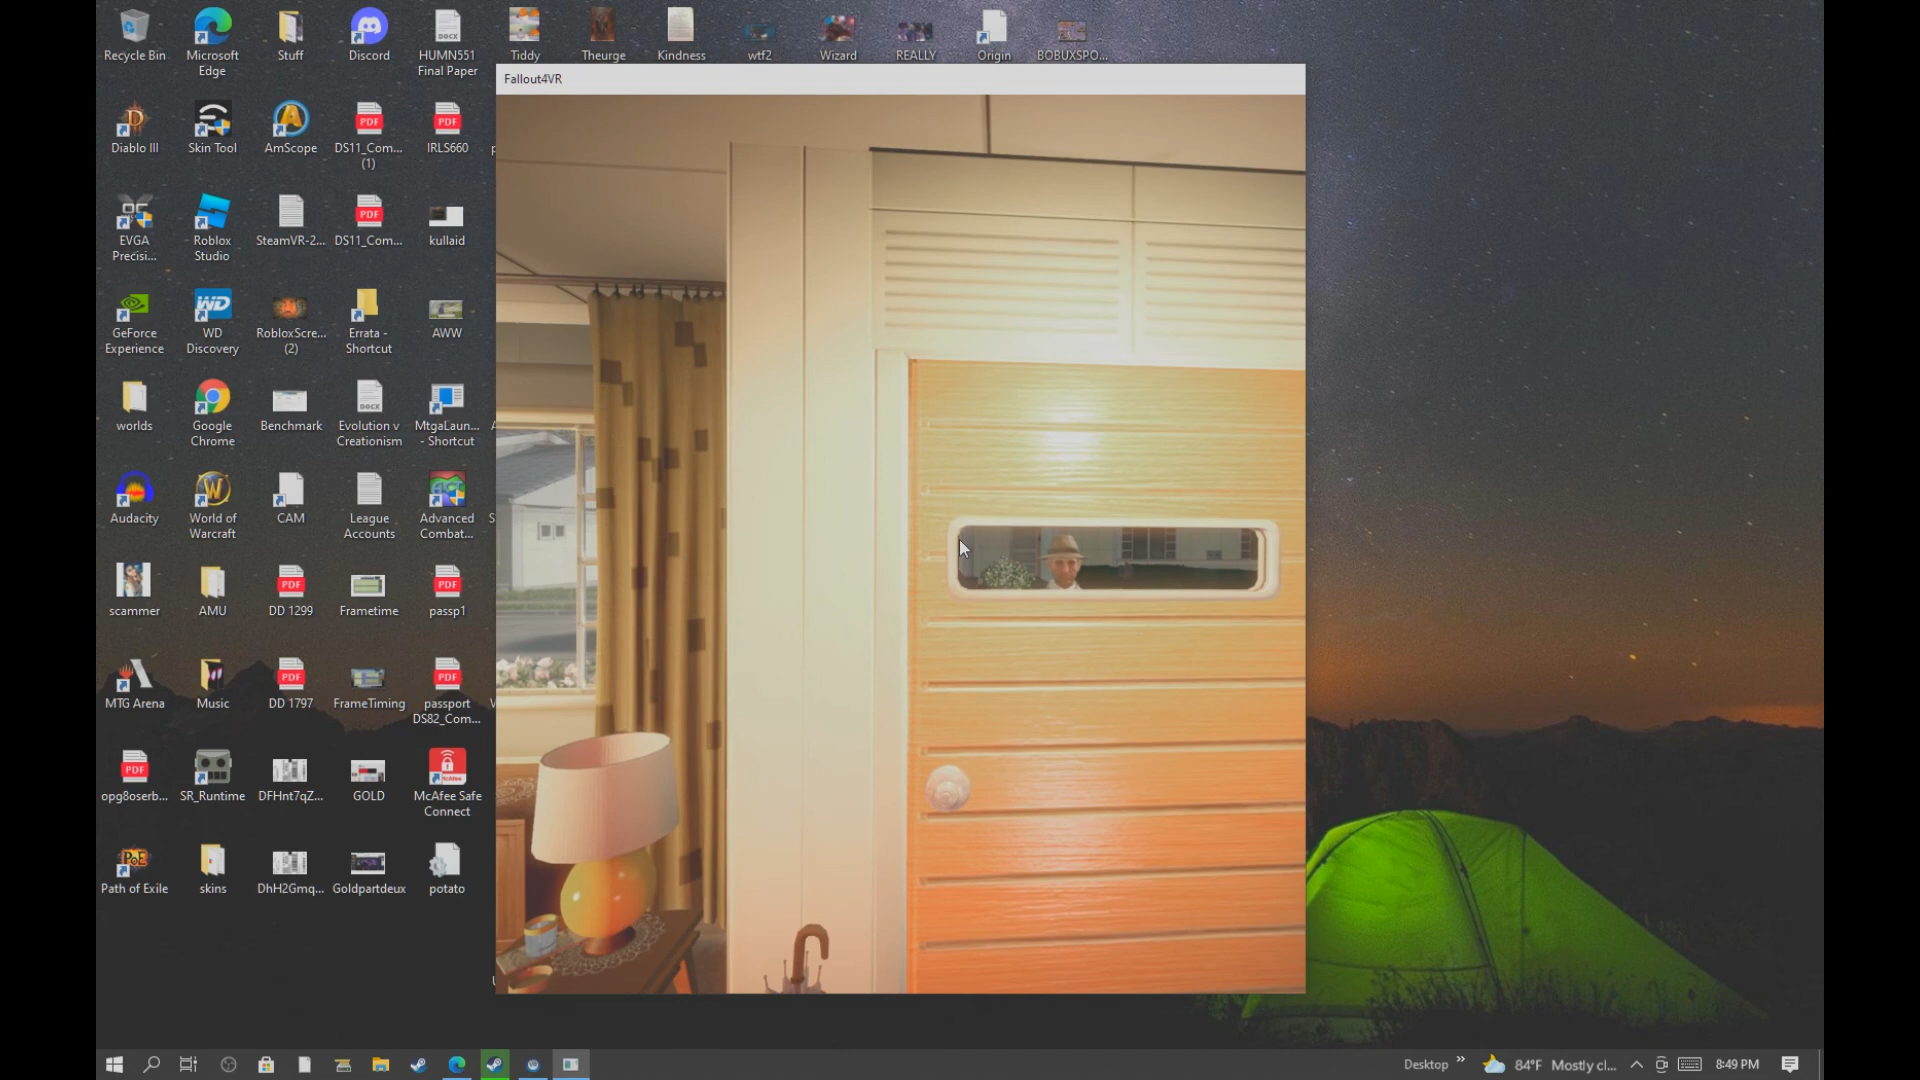 Recycle Bin
Microsoft
Edge
Stuff
Discord
HUMN551
Final Paper
Tiddy
Theurge
Kindness
wtf2
Wizard
REALLY
Origin
BOBUXSPO...
Fallout4VR
Diablo III
Skin Tool
AmScope
DS11_Com...
(1)
IRLS660
EVGA
Precisi...
Roblox
Studio
SteamVR-2...
DS11_Com...
kullaid
GeForce
Experience
WD
Discovery
RobloxScre...
(2)
Errata -
Shortcut
AWW
worlds
Google
Chrome
Benchmark
Evolution v
Creationism
MtgaLaun...
- Shortcut
Audacity
World of
Warcraft
CAM
League
Accounts
Advanced
Combat...
scammer
AMU
DD 1299
Frametime
passp1
MTG Arena
Music
DD 1797
FrameTiming
passport
DS82_Com...
opg8oserb...
SR_Runtime
DFHnt7qZ...
GOLD
McAfee Safe
Connect
Path of Exile
skins
DhH2Gmq...
Goldpartdeux
potato
Desktop
84°F Mostly cl...
8:49 PM